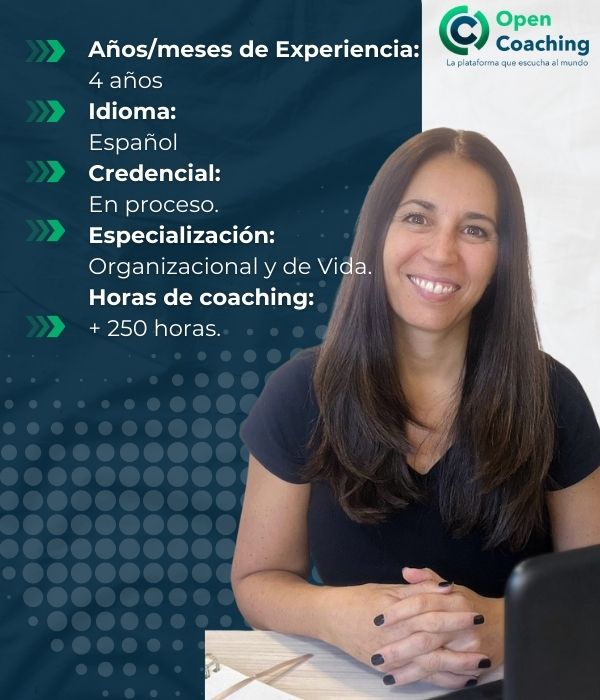 Open
Coaching
La plataforma que escucha al mundo
Años/meses de Experiencia:
4 años
Idioma:
Español
Credencial:
En proceso.
Especialización:
Organizacional y de Vida.
Horas de coaching:
+ 250 horas.